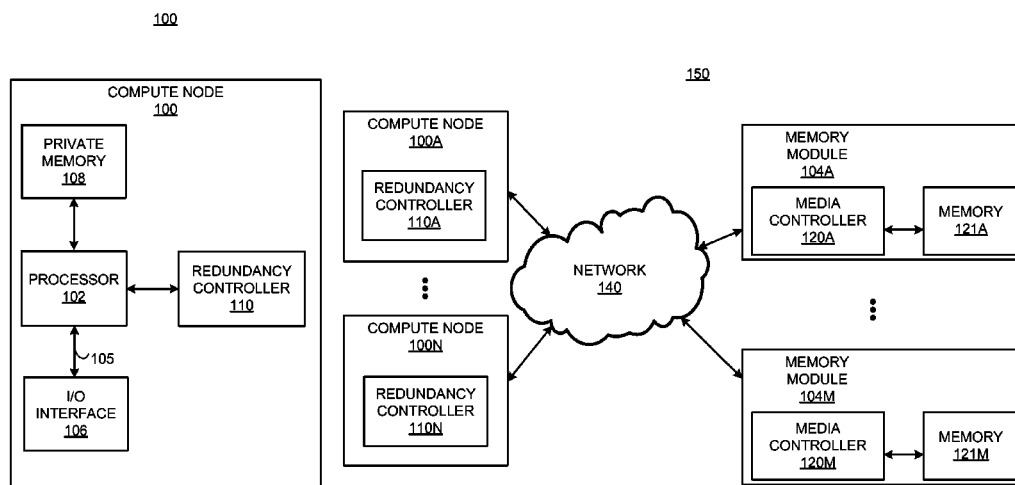 100
COMPUTE NODE
100
PRIVATE
MEMORY
108
PROCESSOR
102
REDUNDANCY
CONTROLLER
110
105
I/O
INTERFACE
106
150
COMPUTE NODE
100A
REDUNDANCY
CONTROLLER
110A
COMPUTE NODE
100N
REDUNDANCY
CONTROLLER
110N
NETWORK
140
MEMORY
MODULE
104A
MEDIA
CONTROLLER
120A
MEMORY
121A
MEMORY
MODULE
104M
MEDIA
CONTROLLER
120M
MEMORY
121M